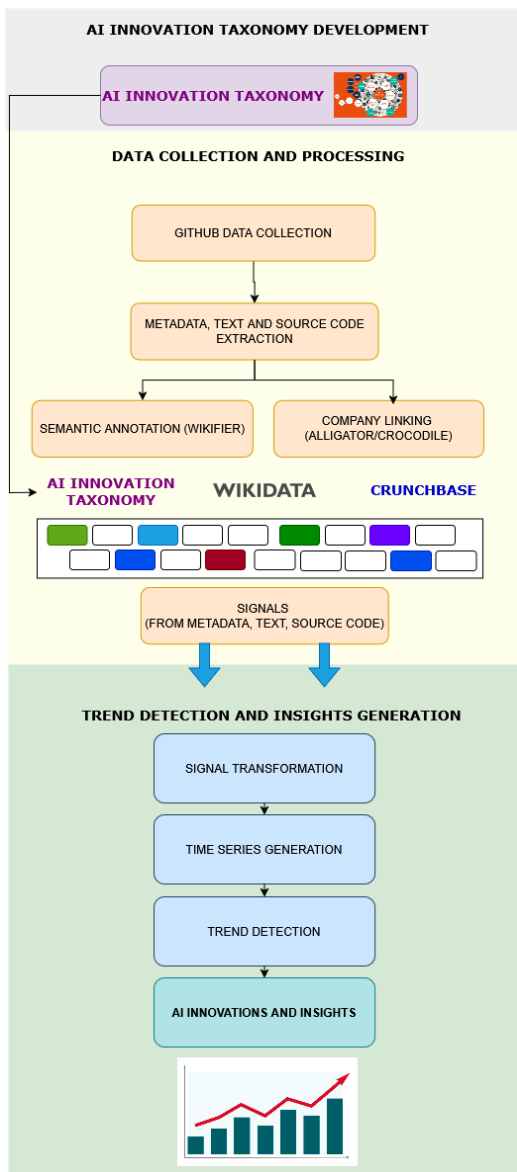 AI INNOVATION TAXONOMY DEVELOPMENT
AI INNOVATION TAXONOMY
DATA COLLECTION AND PROCESSING
GITHUB DATA COLLECTION
METADATA, TEXT AND SOURCE CODE
EXTRACTION
SEMANTIC ANNOTATION (WIKIFIER)
COMPANY LINKING
(ALLIGATOR/CROCODILE)
AI INNOVATION
TAXONOMY
WIKIDATA
CRUNCHBASE
SIGNALS
(FROM METADATA, TEXT, SOURCE CODE)
TREND DETECTION AND INSIGHTS GENERATION
SIGNAL TRANSFORMATION
TIME SERIES GENERATION
TREND DETECTION
AI INNOVATIONS AND INSIGHTS